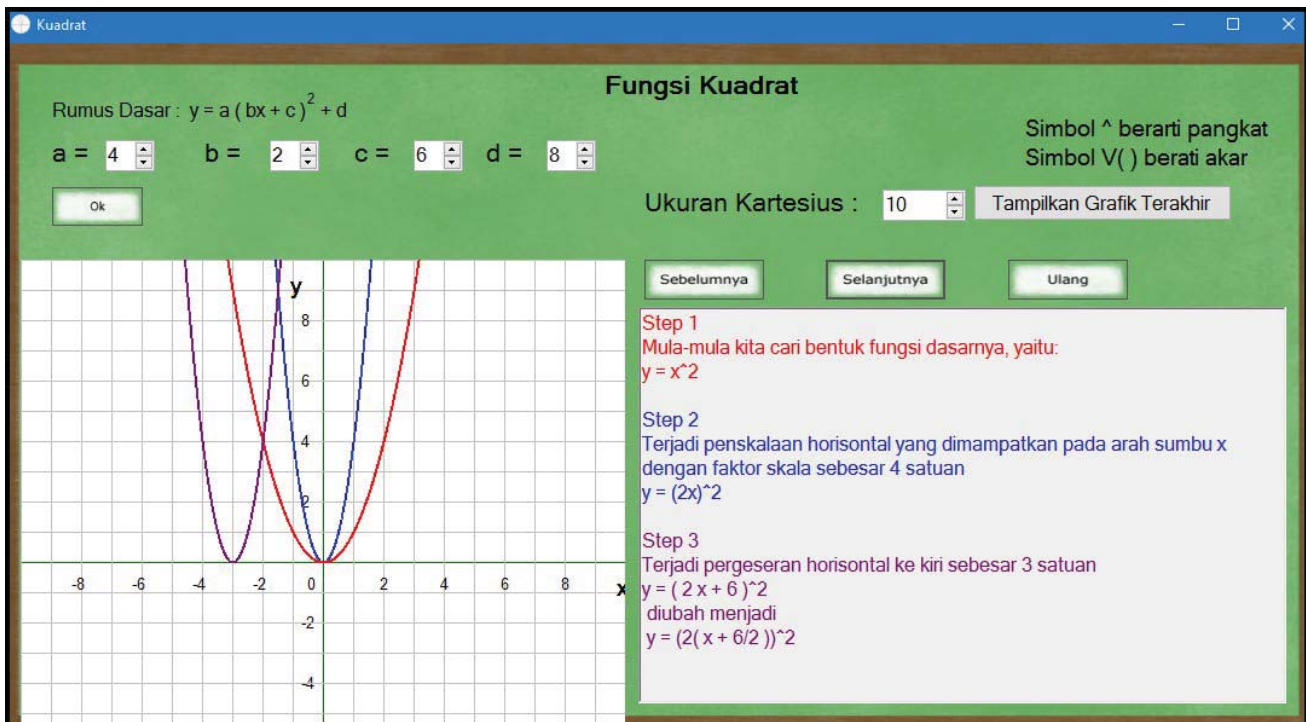 Kuadrat
Fungsi Kuadrat
Rumus Dasar : y = a ( bx + c )^2 + d
Simbol ^ berarti pangkat
Simbol V( ) berati akar
a = 4 b = 2 c = 6 d = 8
Ok
Ukuran Kartesius : 10 Tampilkan Grafik Terakhir
Sebelumnya Selanjutnya Ulang
y
8
6
4
2
-8 -6 -4 -2 0 2 4 6 8 x
-2
-4
Step 1
Mula-mula kita cari bentuk fungsi dasarnya, yaitu:
y = x^2
Step 2
Terjadi penskalaan horisontal yang dimampatkan pada arah sumbu x
dengan faktor skala sebesar 4 satuan
y = (2x)^2
Step 3
Terjadi pergeseran horisontal ke kiri sebesar 3 satuan
y = ( 2 x + 6 )^2
diubah menjadi
y = (2( x + 6/2 ))^2